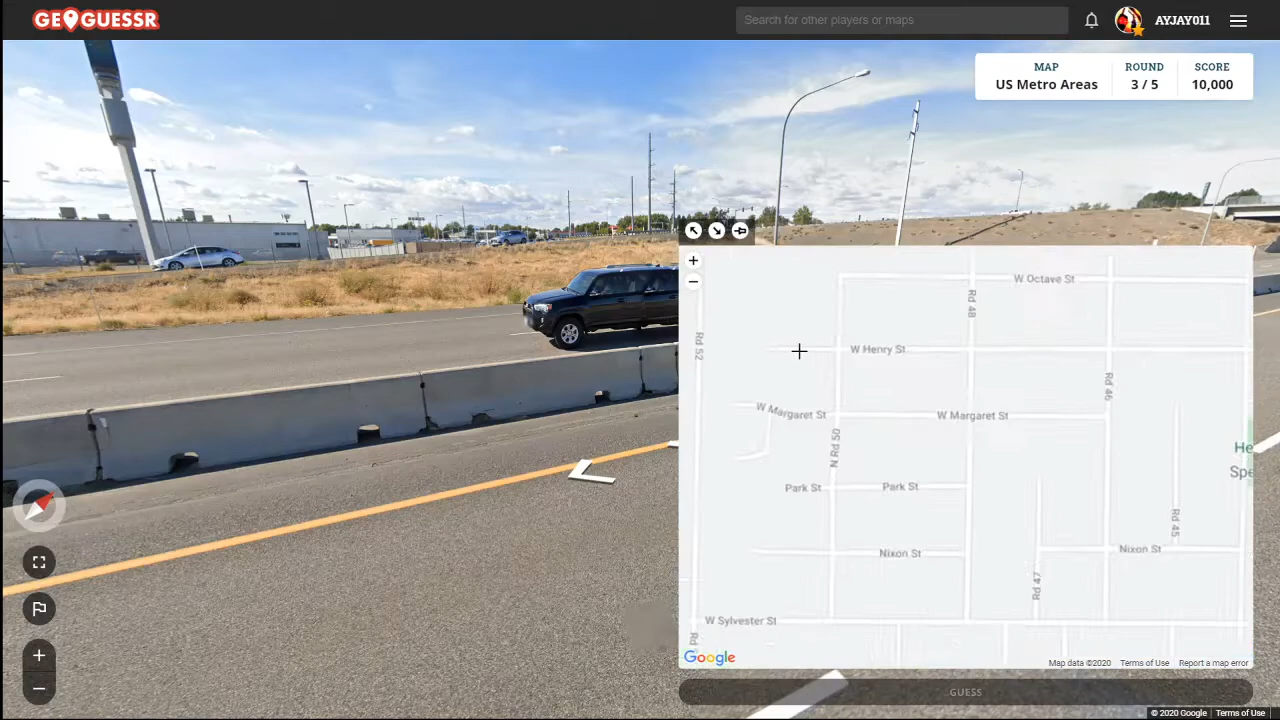 GEOGUESSR
Search for other players or maps
AYJAY011
MAP
ROUND
SCORE
US Metro Areas
3 / 5
10,000
W Octave St
Rd 48
Rd 52
W Henry St
Rd 46
W Margaret St
W Margaret St
N Rd 50
He
Spe
Park St
Park St
Rd 45
Nixon St
Nixon St
Rd 47
W Sylvester St
Rd
Google
Map data ©2020
Terms of Use
Report a map error
GUESS
© 2020 Google
Terms of Use